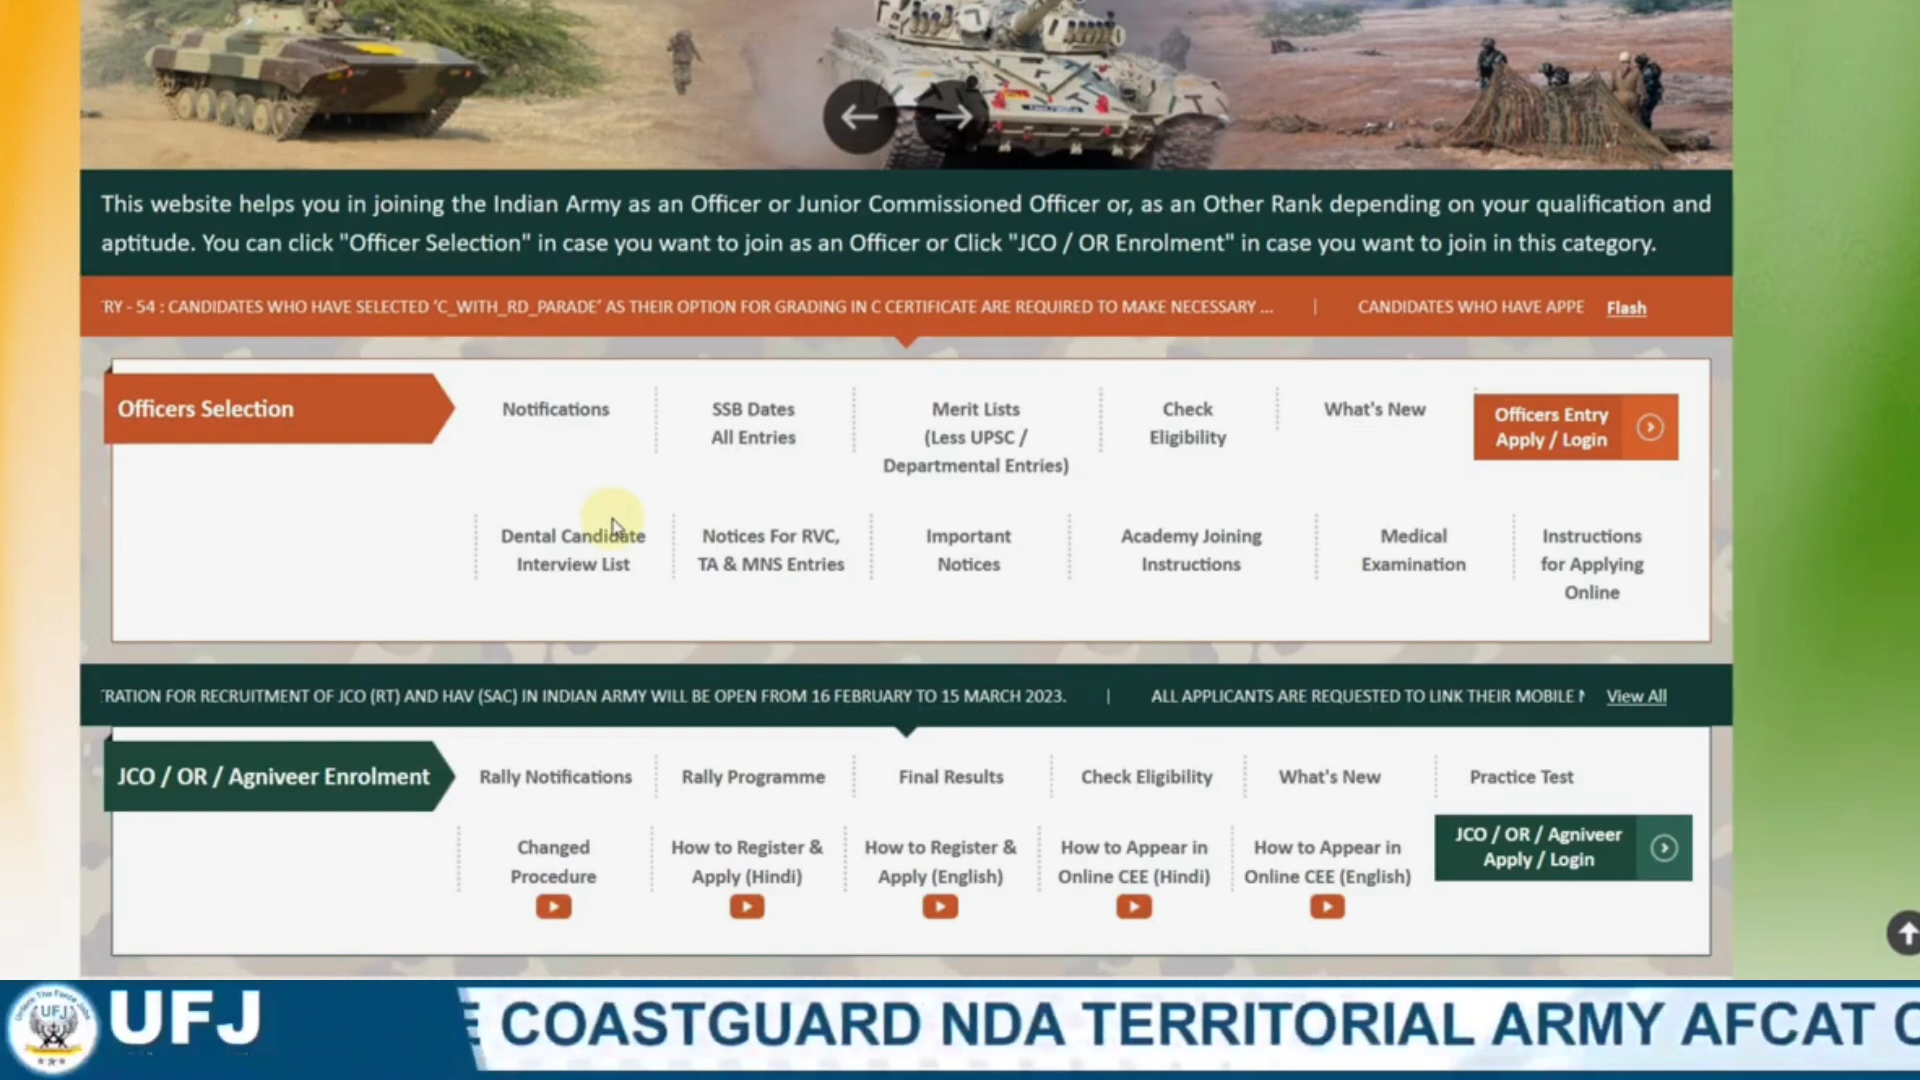 This website helps you in joining the Indian Army as an Officer or Junior Commissioned Officer or, as an Other Rank depending on your qualification and
aptitude. You can click "Officer Selection" in case you want to join as an Officer or Click "JCO / OR Enrolment" in case you want to join in this category.
RY - 54 : CANDIDATES WHO HAVE SELECTED 'C_WITH_RD_PARADE' AS THEIR OPTION FOR GRADING IN C CERTIFICATE ARE REQUIRED TO MAKE NECESSARY ... | CANDIDATES WHO HAVE APPE Flash
Officers Selection
Notifications
SSB Dates
All Entries
Merit Lists
(Less UPSC /
Departmental Entries)
Check
Eligibility
What's New
Officers Entry
Apply / Login
Dental Candidate
Interview List
Notices For RVC,
TA & MNS Entries
Important
Notices
Academy Joining
Instructions
Medical
Examination
Instructions
for Applying
Online
RATION FOR RECRUITMENT OF JCO (RT) AND HAV (SAC) IN INDIAN ARMY WILL BE OPEN FROM 16 FEBRUARY TO 15 MARCH 2023. | ALL APPLICANTS ARE REQUESTED TO LINK THEIR MOBILE View All
JCO / OR / Agniveer Enrolment
Rally Notifications
Rally Programme
Final Results
Check Eligibility
What's New
Practice Test
Changed
Procedure
How to Register &
Apply (Hindi)
How to Register &
Apply (English)
How to Appear in
Online CEE (Hindi)
How to Appear in
Online CEE (English)
JCO / OR / Agniveer
Apply / Login
UFJ
UFJ
E COASTGUARD NDA TERRITORIAL ARMY AFCAT C